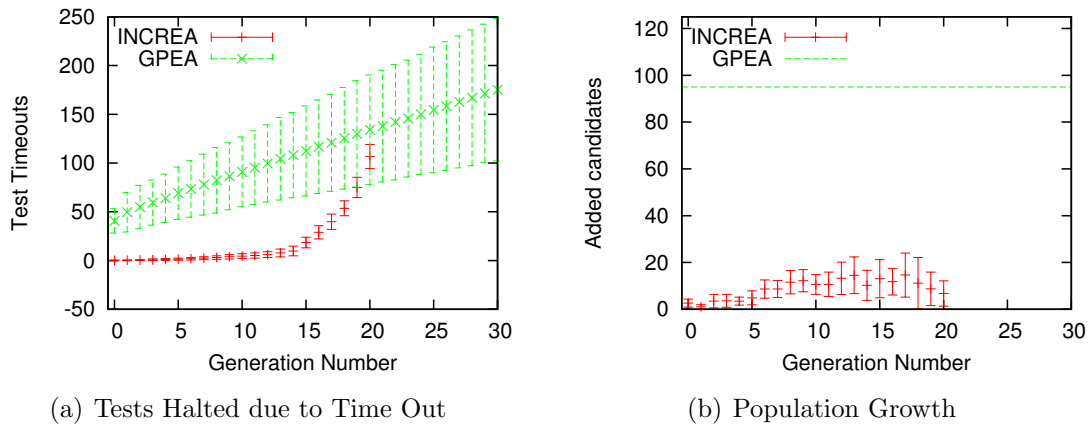 250
200
150
100
50
0
-50
Test Timeouts
INCREA
GPEA
0 5 10 15 20 25 30
Generation Number
(a) Tests Halted due to Time Out
120
100
80
60
40
20
0
Added candidates
INCREA
GPEA
0 5 10 15 20 25 30
Generation Number
(b) Population Growth